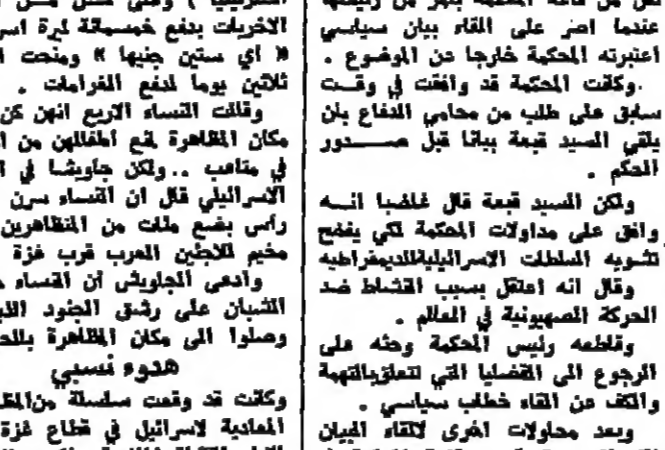 عندما اصر على القاء بيان سياسي
اعتبرته المحكمة خارجا عن الموضوع .
وكانت المحكمة قد وافقت في وقت
سابق على طلب من محامي الدفاع بان
يلقي السيد قبعة بيانا قبل صدور
الحكم .
ولكن السيد قبعة قال غاضبا انه
وافق على مداولات المحكمة لكي يفضح
تشويه السلطات الاسرائيلية للديمقراطيه
وقال انه اعتقل بسبب النشاط ضد
الحركة الصهيونية في العالم .
وقاطعه رئيس المحكمة وحثه على
الرجوع الى القضايا التي تتعلق بالتهمة
والكف عن القاء خطاب سياسي .
وبعد محاولات اخرى لالقاء البيان
الاخريات بدفع خمسمائة ليرة
« اي ستين جنيها » ومنحت
ثلاثين يوما لدفع الغرامات .
وقالت النساء الاربع انهن كن
مكان المظاهرة لمنع اطفالهن من
في متاعب .. ولكن جاويشا في
الاسرائيلي قال ان النساء سرن
رأس بضع مئات من المتظاهرين
مخيم للاجئين العرب قرب غزة
وادعى الجاويش ان النساء
الشبان على رشق الجنود
وصلوا الى مكان المظاهرة
هدوء نسبي
وكانت قد وقعت سلسلة من
المعادية لاسرائيل في قطاع غزة